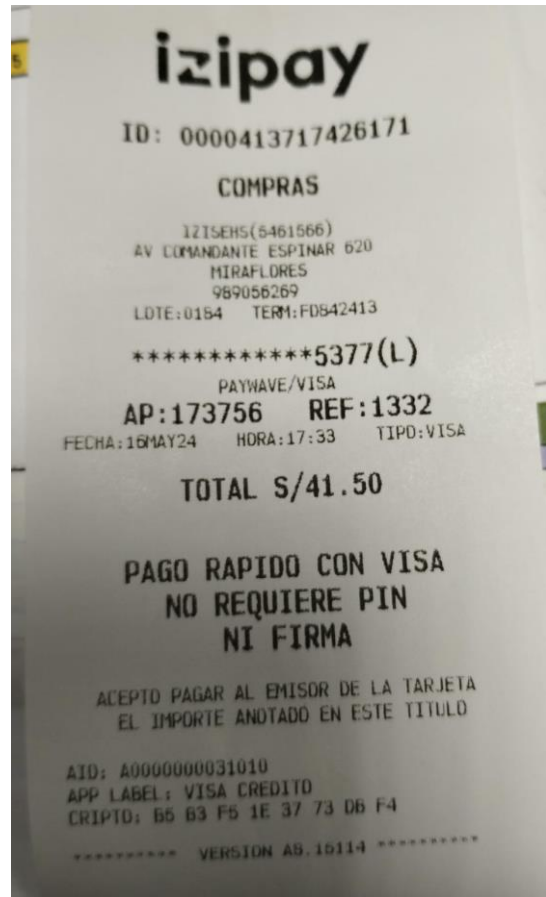 izipay
ID: 0000413717426171
COMPRAS
IZISEHS(5461566)
AV COMANDANTE ESPINAR 620
MIRAFLORES
989056269
LOTE:0184 TERM:FD842413
************5377(L)
PAYWAVE/VISA
AP:173756 REF:1332
FECHA:16MAY24 HORA:17:33 TIPO:VISA
TOTAL S/41.50
PAGO RAPIDO CON VISA
NO REQUIERE PIN
NI FIRMA
ACEPTO PAGAR AL EMISOR DE LA TARJETA
EL IMPORTE ANOTADO EN ESTE TITULO
AID: A0000000031010
APP LABEL: VISA CREDITO
CRIPTO: B5 B3 F5 1E 37 73 DB F4
********** VERSION A8.16114 **********